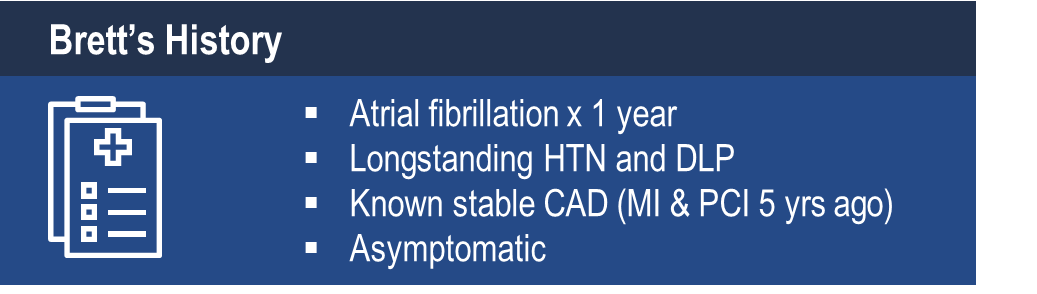 Brett’s History
▪ Atrial fibrillation x 1 year
▪ Longstanding HTN and DLP
▪ Known stable CAD (MI & PCI 5 yrs ago)
▪ Asymptomatic